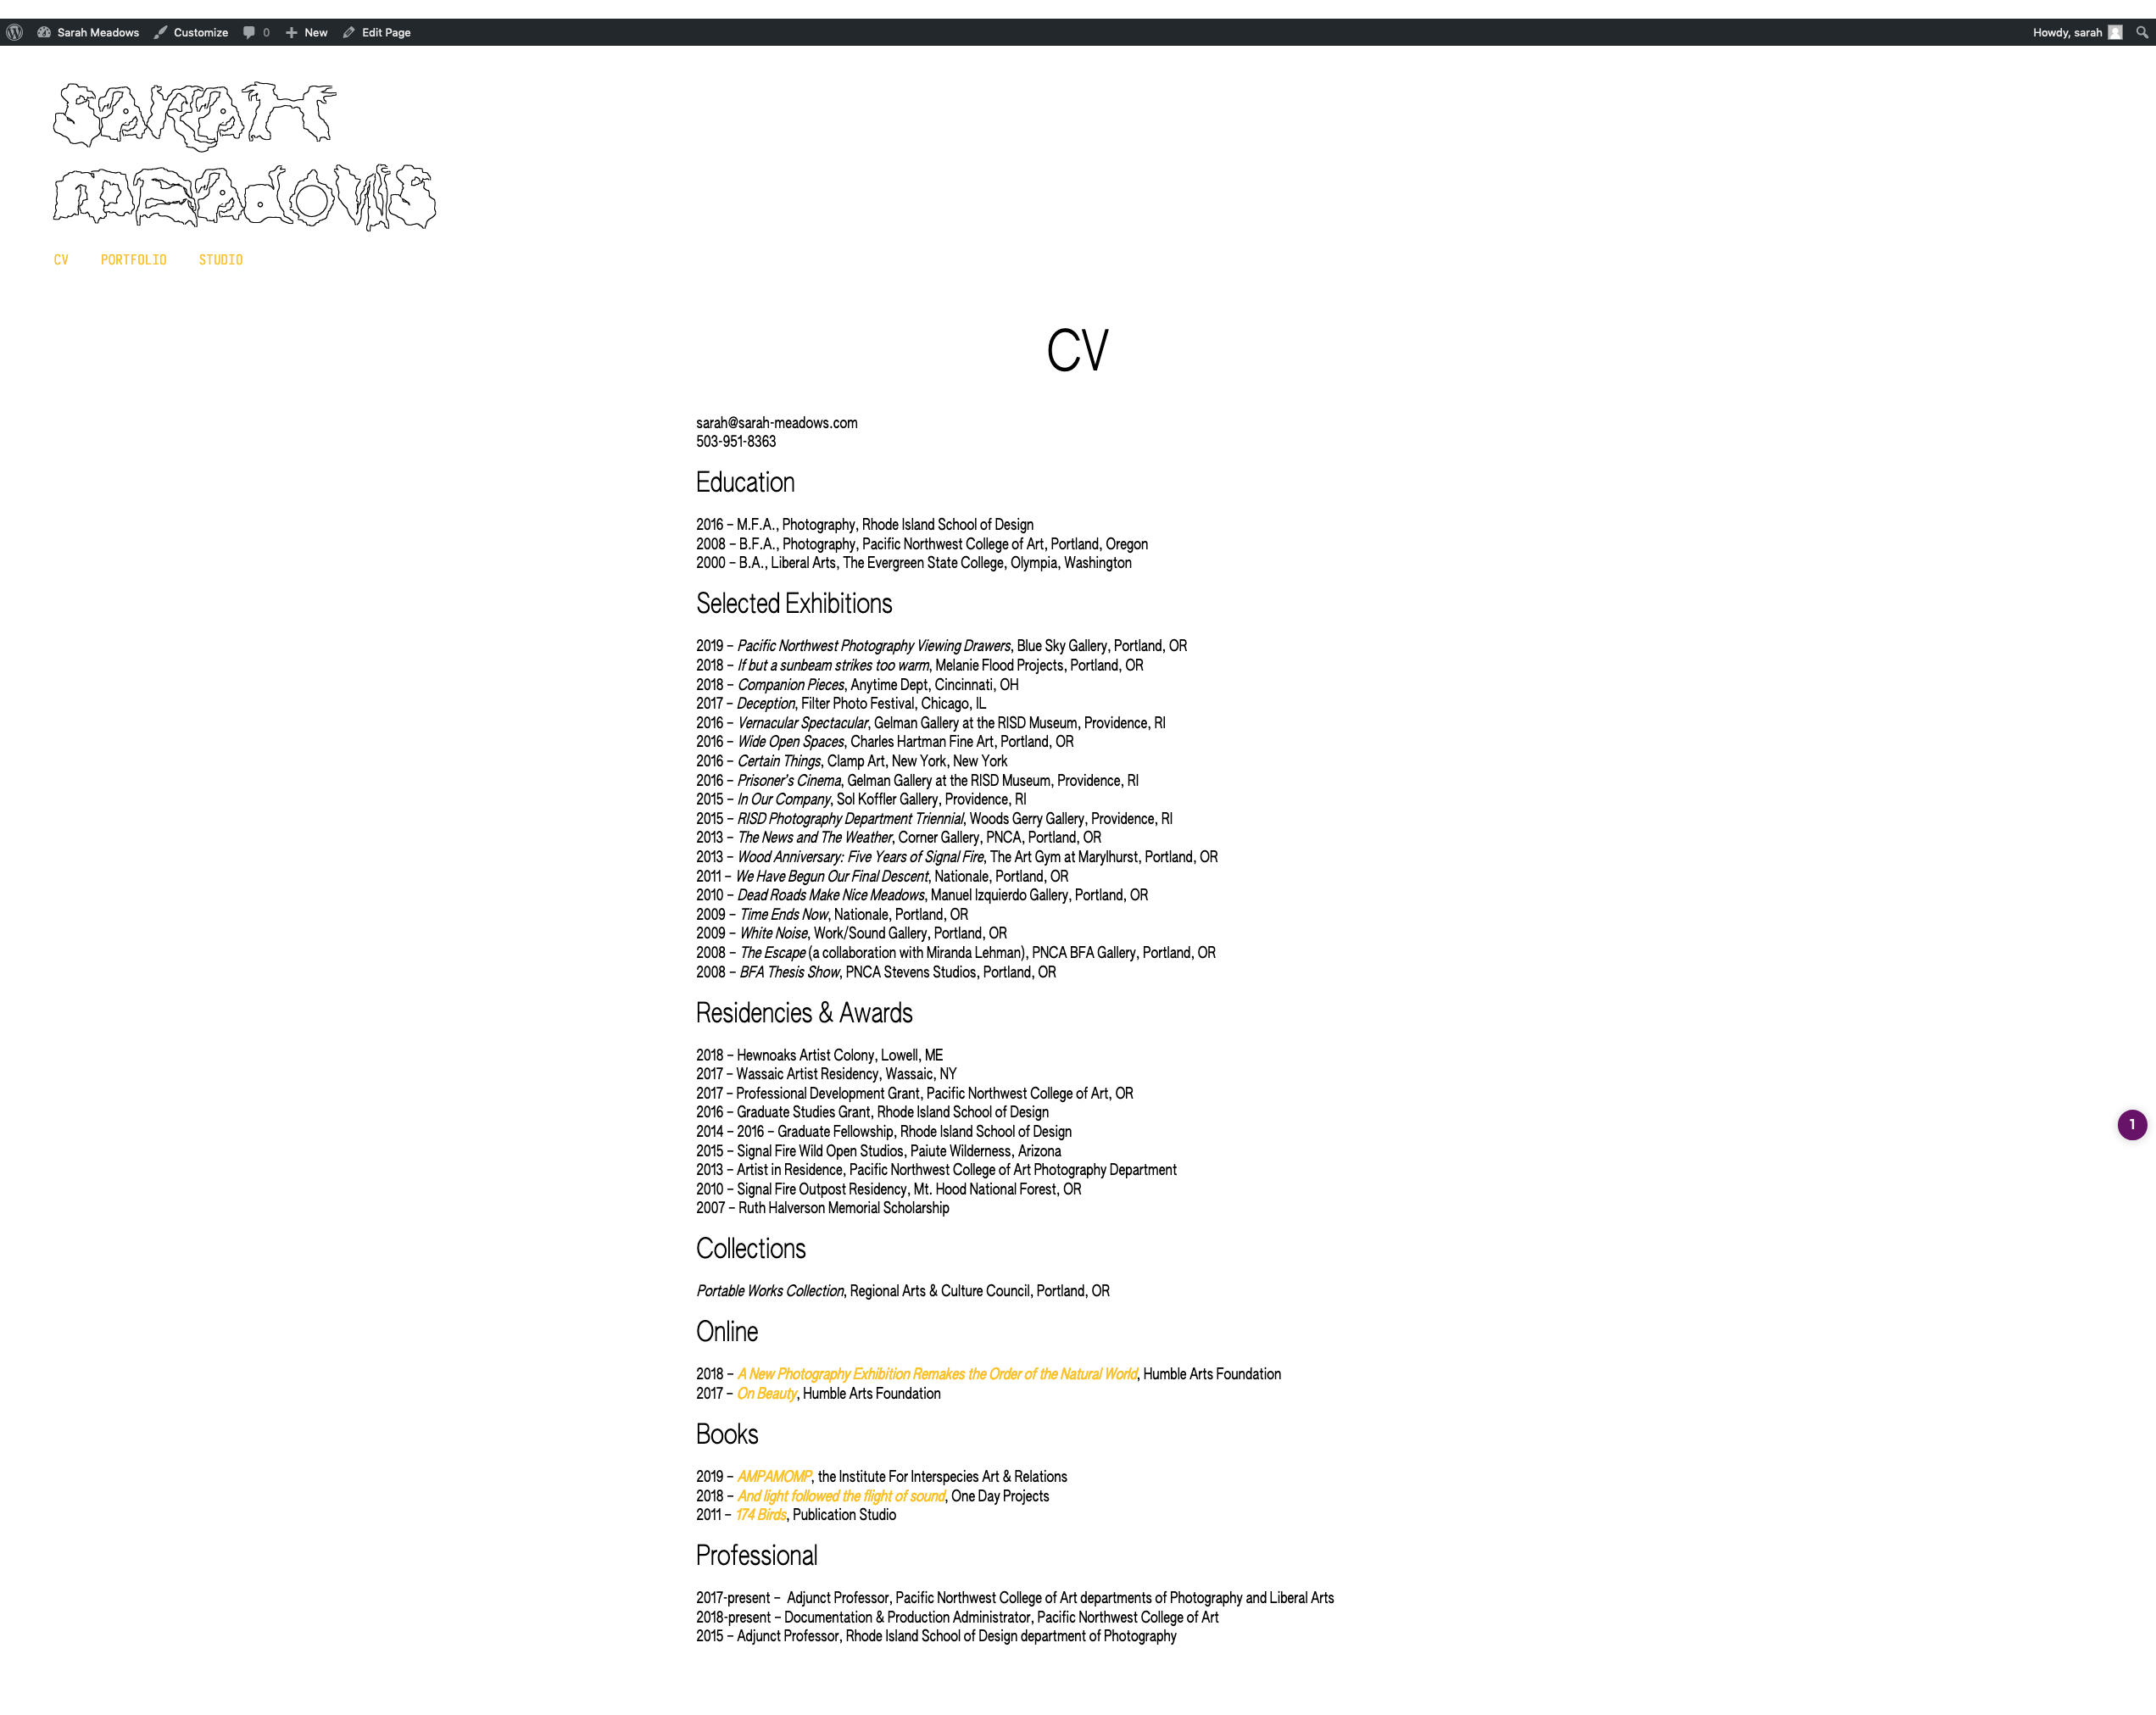 Sarah Meadows Customize 0 New Edit Page Howdy, sarah
SARAH
MEADOWS
CV PORTFOLIO STUDIO
CV
sarah@sarah-meadows.com
503-951-8363
Education
2016 – M.F.A., Photography, Rhode Island School of Design
2008 – B.F.A., Photography, Pacific Northwest College of Art, Portland, Oregon
2000 – B.A., Liberal Arts, The Evergreen State College, Olympia, Washington
Selected Exhibitions
2019 – Pacific Northwest Photography Viewing Drawers, Blue Sky Gallery, Portland, OR
2018 – If but a sunbeam strikes too warm, Melanie Flood Projects, Portland, OR
2018 – Companion Pieces, Anytime Dept, Cincinnati, OH
2017 – Deception, Filter Photo Festival, Chicago, IL
2016 – Vernacular Spectacular, Gelman Gallery at the RISD Museum, Providence, RI
2016 – Wide Open Spaces, Charles Hartman Fine Art, Portland, OR
2016 – Certain Things, Clamp Art, New York, New York
2016 – Prisoner's Cinema, Gelman Gallery at the RISD Museum, Providence, RI
2015 – In Our Company, Sol Koffler Gallery, Providence, RI
2015 – RISD Photography Department Triennial, Woods Gerry Gallery, Providence, RI
2013 – The News and The Weather, Corner Gallery, PNCA, Portland, OR
2013 – Wood Anniversary: Five Years of Signal Fire, The Art Gym at Marylhurst, Portland, OR
2011 – We Have Begun Our Final Descent, Nationale, Portland, OR
2010 – Dead Roads Make Nice Meadows, Manuel Izquierdo Gallery, Portland, OR
2009 – Time Ends Now, Nationale, Portland, OR
2009 – White Noise, Work/Sound Gallery, Portland, OR
2008 – The Escape (a collaboration with Miranda Lehman), PNCA BFA Gallery, Portland, OR
2008 – BFA Thesis Show, PNCA Stevens Studios, Portland, OR
Residencies & Awards
2018 – Hewnoaks Artist Colony, Lowell, ME
2017 – Wassaic Artist Residency, Wassaic, NY
2017 – Professional Development Grant, Pacific Northwest College of Art, OR
2016 – Graduate Studies Grant, Rhode Island School of Design
2014 – 2016 – Graduate Fellowship, Rhode Island School of Design
2015 – Signal Fire Wild Open Studios, Paiute Wilderness, Arizona
2013 – Artist in Residence, Pacific Northwest College of Art Photography Department
2010 – Signal Fire Outpost Residency, Mt. Hood National Forest, OR
2007 – Ruth Halverson Memorial Scholarship
1
Collections
Portable Works Collection, Regional Arts & Culture Council, Portland, OR
Online
2018 – A New Photography Exhibition Remakes the Order of the Natural World, Humble Arts Foundation
2017 – On Beauty, Humble Arts Foundation
Books
2019 – AMPAMOMP, the Institute For Interspecies Art & Relations
2018 – And light followed the flight of sound, One Day Projects
2011 – 174 Birds, Publication Studio
Professional
2017-present – Adjunct Professor, Pacific Northwest College of Art departments of Photography and Liberal Arts
2018-present – Documentation & Production Administrator, Pacific Northwest College of Art
2015 – Adjunct Professor, Rhode Island School of Design department of Photography